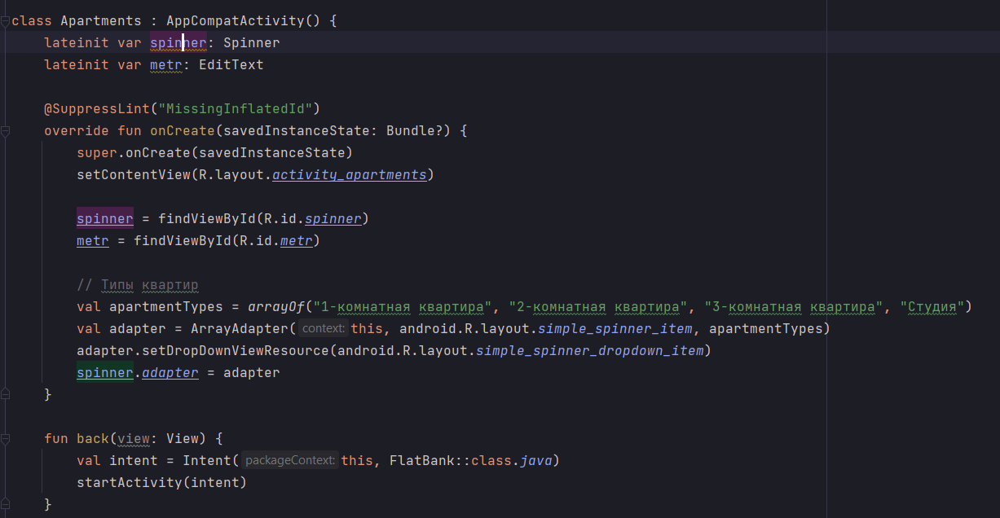 class Apartments : AppCompatActivity() {
    lateinit var spinner: Spinner
    lateinit var metr: EditText

    @SuppressLint("MissingInflatedId")
    override fun onCreate(savedInstanceState: Bundle?) {
        super.onCreate(savedInstanceState)
        setContentView(R.layout.activity_apartments)

        spinner = findViewById(R.id.spinner)
        metr = findViewById(R.id.metr)

        // Типы квартир
        val apartmentTypes = arrayOf("1-комнатная квартира", "2-комнатная квартира", "3-комнатная квартира", "Студия")
        val adapter = ArrayAdapter( context: this, android.R.layout.simple_spinner_item, apartmentTypes)
        adapter.setDropDownViewResource(android.R.layout.simple_spinner_dropdown_item)
        spinner.adapter = adapter
    }

    fun back(view: View) {
        val intent = Intent( packageContext: this, FlatBank::class.java)
        startActivity(intent)
    }